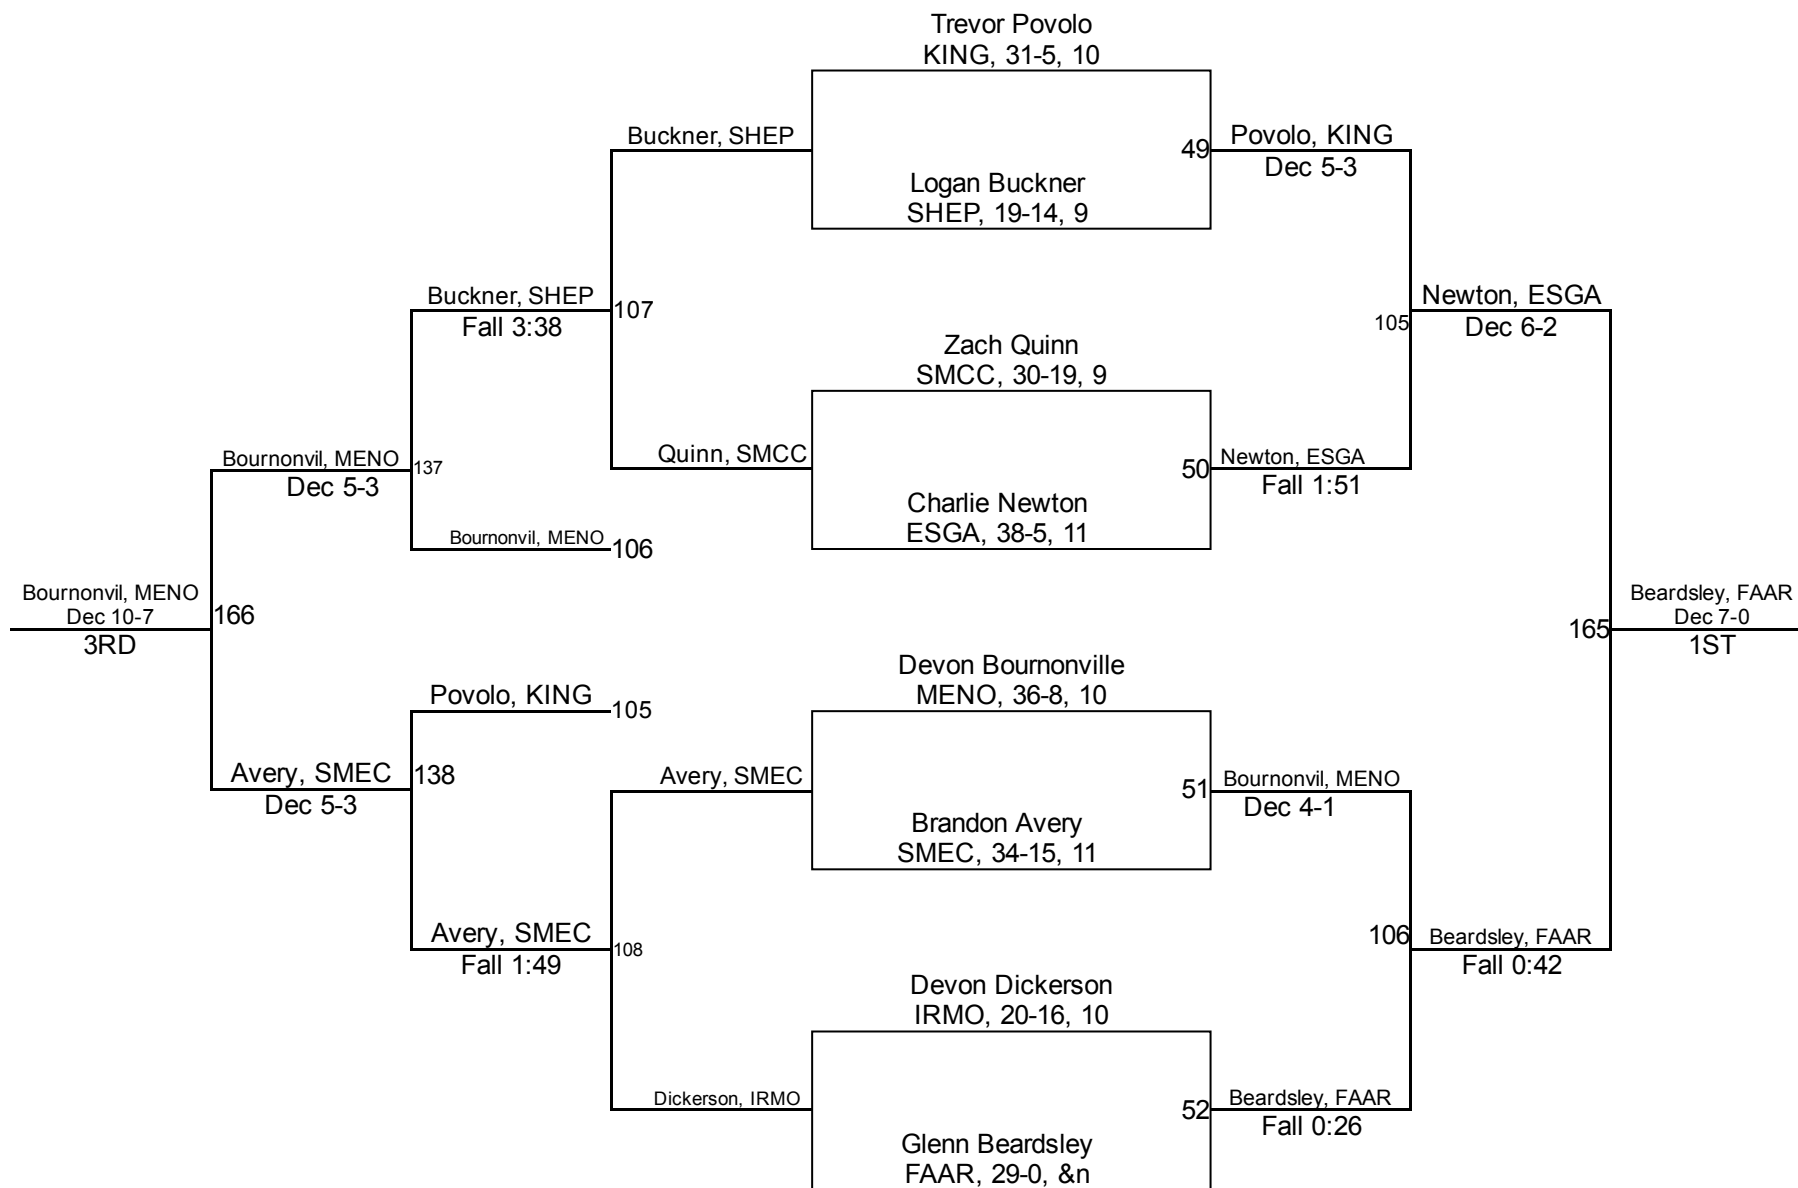 Trevor Povolo
KING, 31-5, 10
Buckner, SHEP
49
Povolo, KING
Dec 5-3
Logan Buckner
SHEP, 19-14, 9
Buckner, SHEP
Fall 3:38
107
Newton, ESGA
Dec 6-2
105
Zach Quinn
SMCC, 30-19, 9
Bournonvil, MENO
Dec 5-3
137
Quinn, SMCC
50
Newton, ESGA
Fall 1:51
Charlie Newton
ESGA, 38-5, 11
Bournonvil, MENO
106
Bournonvil, MENO
Dec 10-7
3RD
166
165
Beardsley, FAAR
Dec 7-0
1ST
Devon Bournonville
MENO, 36-8, 10
Povolo, KING
105
Avery, SMEC
Dec 5-3
138
Avery, SMEC
51
Bournonvil, MENO
Dec 4-1
Brandon Avery
SMEC, 34-15, 11
Avery, SMEC
Fall 1:49
108
106
Beardsley, FAAR
Fall 0:42
Devon Dickerson
IRMO, 20-16, 10
Dickerson, IRMO
52
Beardsley, FAAR
Fall 0:26
Glenn Beardsley
FAAR, 29-0, &n